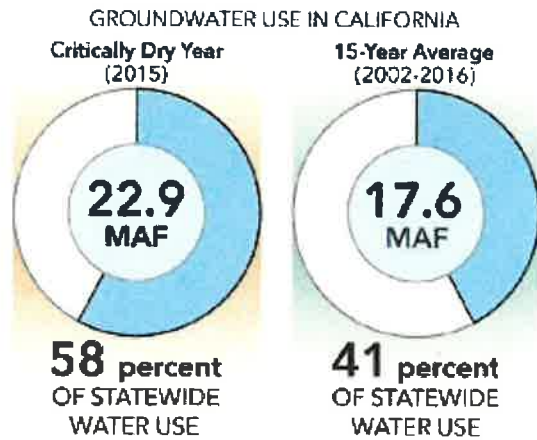 GROUNDWATER USE IN CALIFORNIA
Critically Dry Year
(2015)
22.9
MAF
58 percent
OF STATEWIDE
WATER USE
15-Year Average
(2002-2016)
17.6
MAF
41 percent
OF STATEWIDE
WATER USE